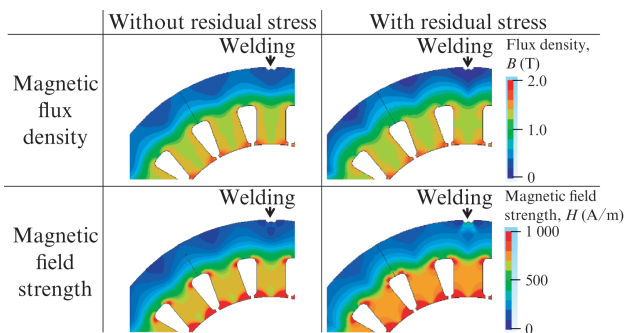 Without residual stress
With residual stress
Welding
Welding
Flux density,
B (T)
Magnetic
flux
density
2.0
1.0
0
Welding
Welding
Magnetic field
strength, H (A/m)
Magnetic
field
strength
1 000
500
0